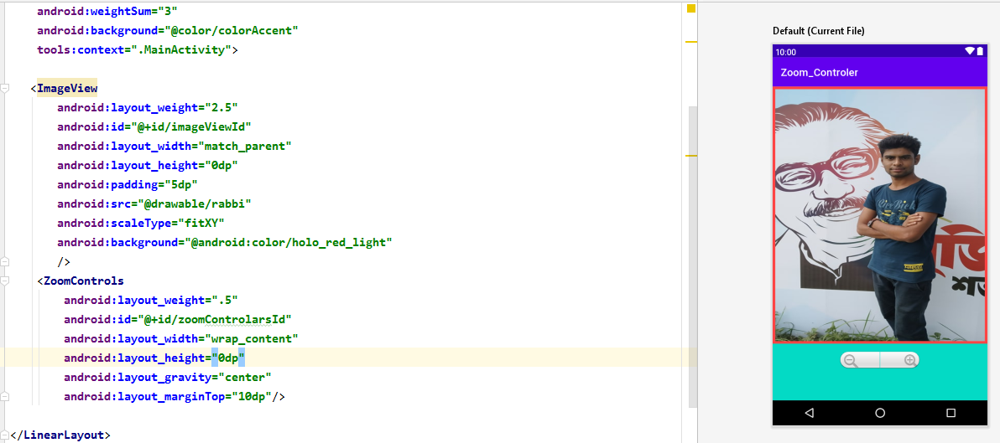 android:weightSum="3"
android:background="@color/colorAccent"
tools:context=".MainActivity">
<ImageView
android:layout_weight="2.5"
android:id="@+id/imageViewId"
android:layout_width="match_parent"
android:layout_height="0dp"
android:padding="5dp"
android:src="@drawable/rabbi"
android:scaleType="fitXY"
android:background="@android:color/holo_red_light"
/>
<ZoomControls
android:layout_weight=".5"
android:id="@+id/zoomControlarsId"
android:layout_width="wrap_content"
android:layout_height="0dp"
android:layout_gravity="center"
android:layout_marginTop="10dp"/>
</LinearLayout>
Default (Current File)
10:00
Zoom_Controler